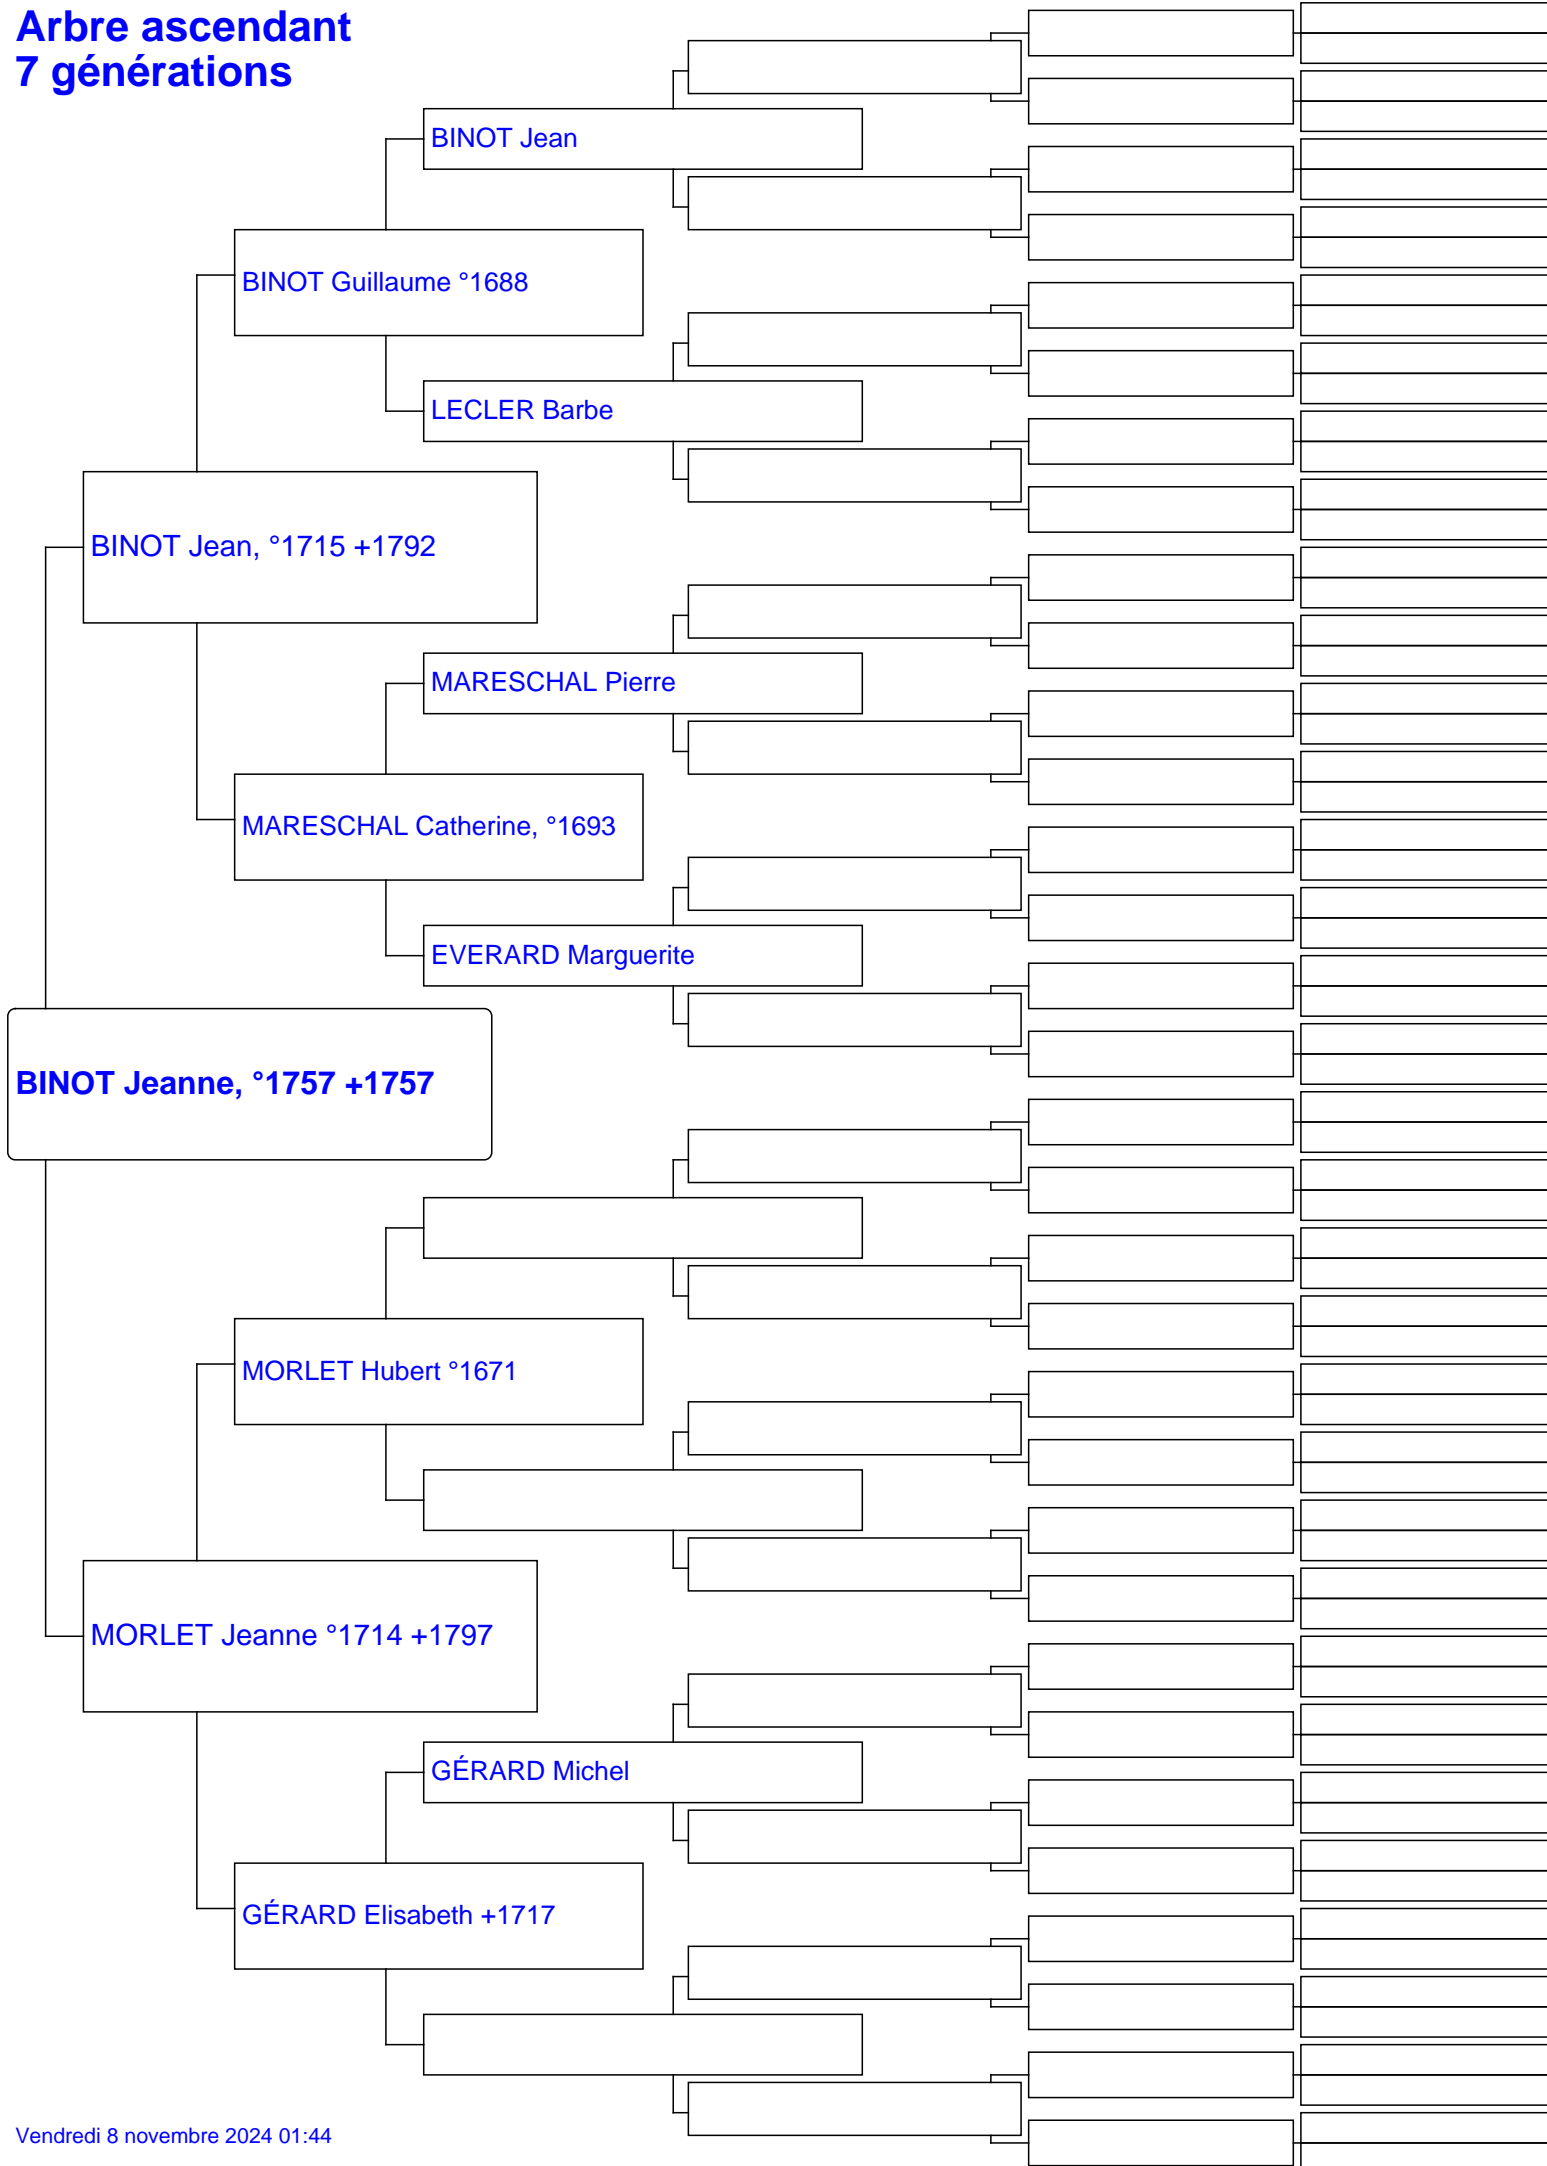 Arbre ascendant
7 générations
BINOT Jean
BINOT Guillaume °1688
LECLER Barbe
BINOT Jean, °1715 +1792
MARESCHAL Pierre
MARESCHAL Catherine, °1693
EVERARD Marguerite
BINOT Jeanne, °1757 +1757
MORLET Hubert °1671
MORLET Jeanne °1714 +1797
GÉRARD Michel
GÉRARD Elisabeth +1717
Vendredi 8 novembre 2024 01:44